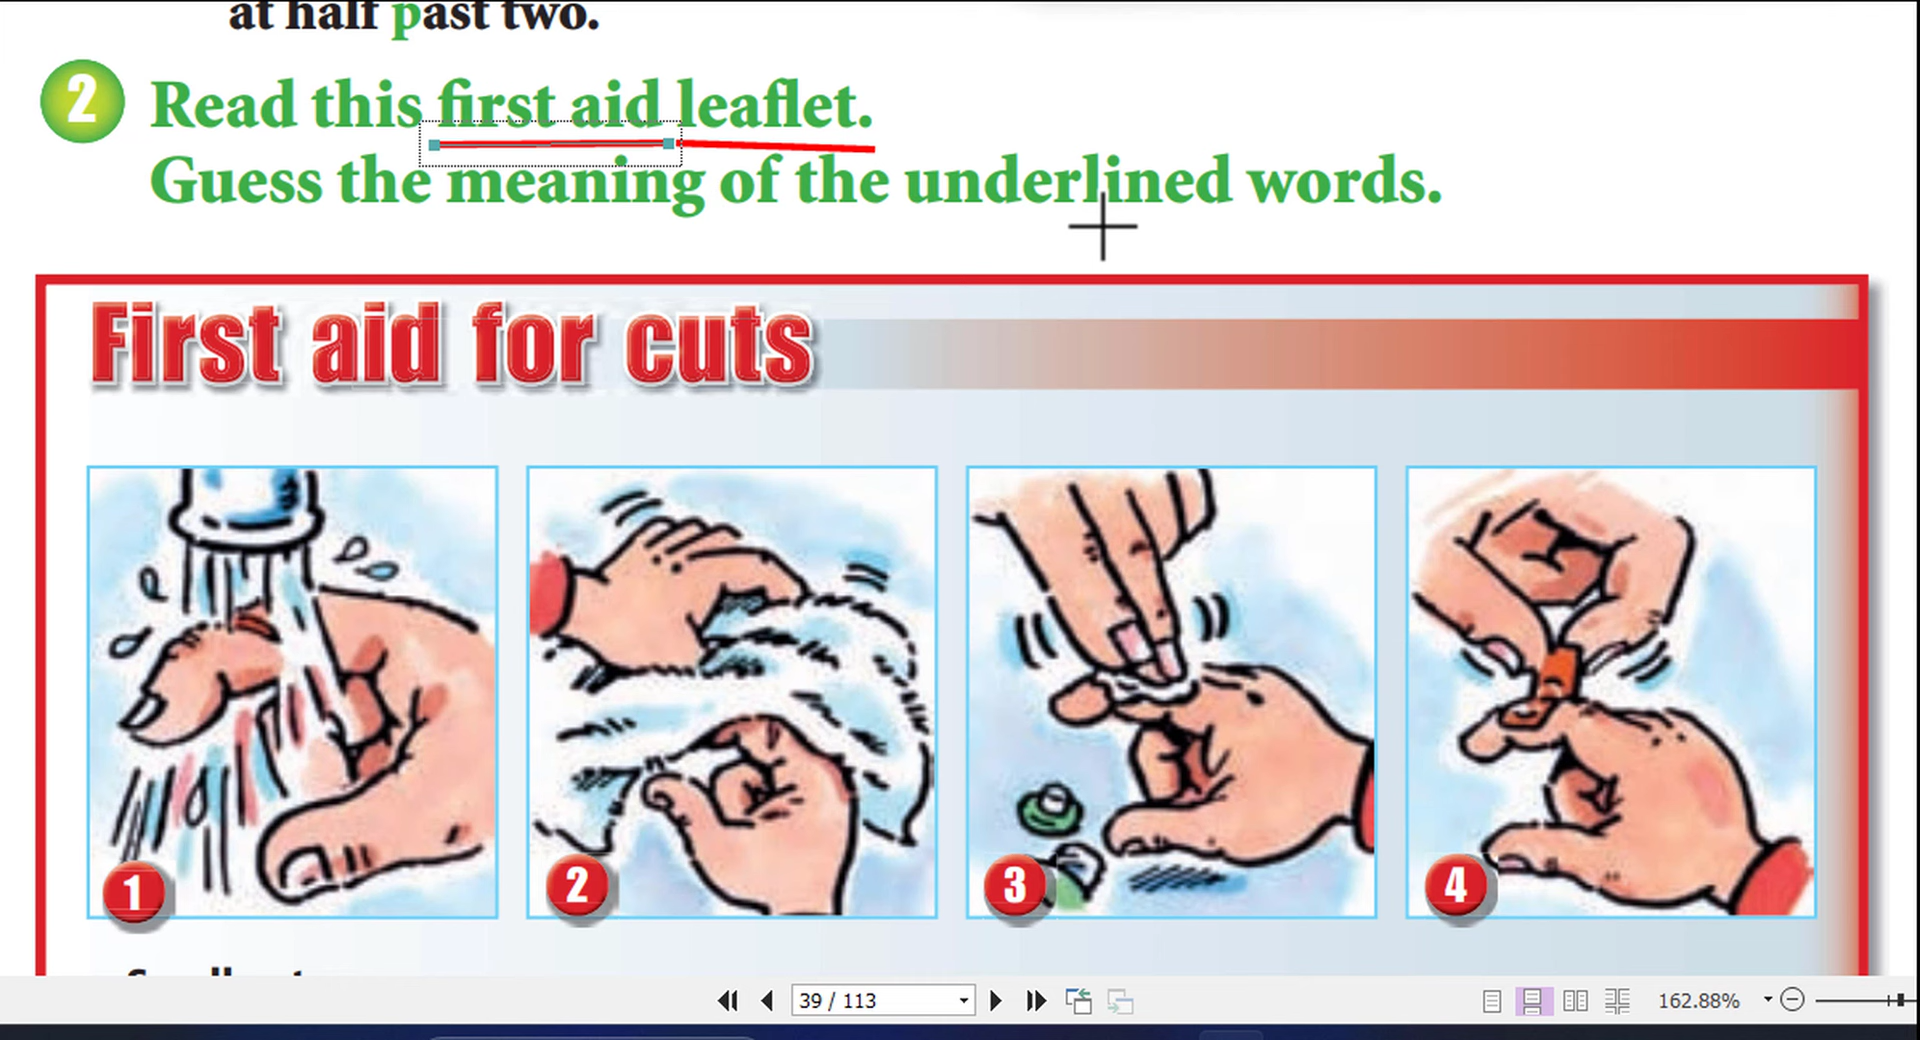 at half past two.
2 Read this first aid leaflet.
Guess the meaning of the underlined words.
First aid for cuts
1
2
3
4
39 / 113
162.88%